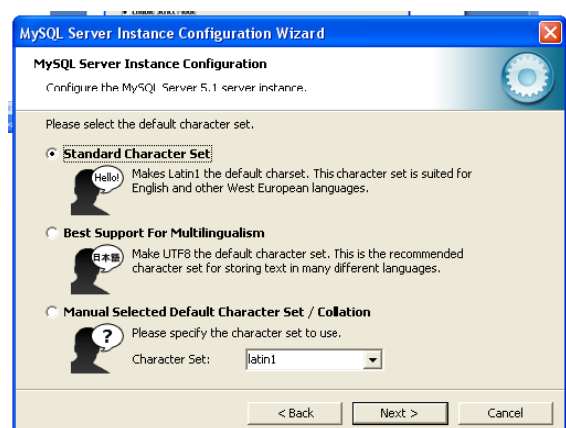 Enable Strict Mode
MySQL Server Instance Configuration Wizard
MySQL Server Instance Configuration
Configure the MySQL Server 5.1 server instance.
Please select the default character set.
Standard Character Set
Hello!
Makes Latin1 the default charset. This character set is suited for
English and other West European languages.
Best Support For Multilingualism
日本語
Make UTF8 the default character set. This is the recommended
character set for storing text in many different languages.
Manual Selected Default Character Set / Collation
?
Please specify the character set to use.
Character Set: latin1
< Back Next > Cancel